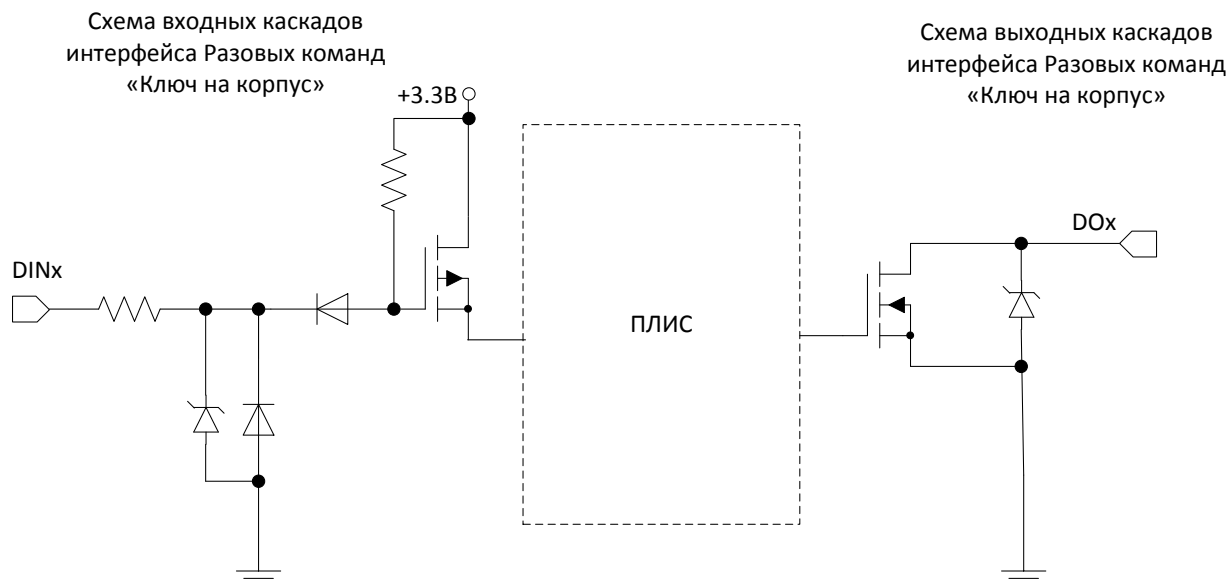 Схема входных каскадов
интерфейса Разовых команд
«Ключ на корпус»
Схема выходных каскадов
интерфейса Разовых команд
«Ключ на корпус»
+3.3В
DINx
ПЛИС
DOx